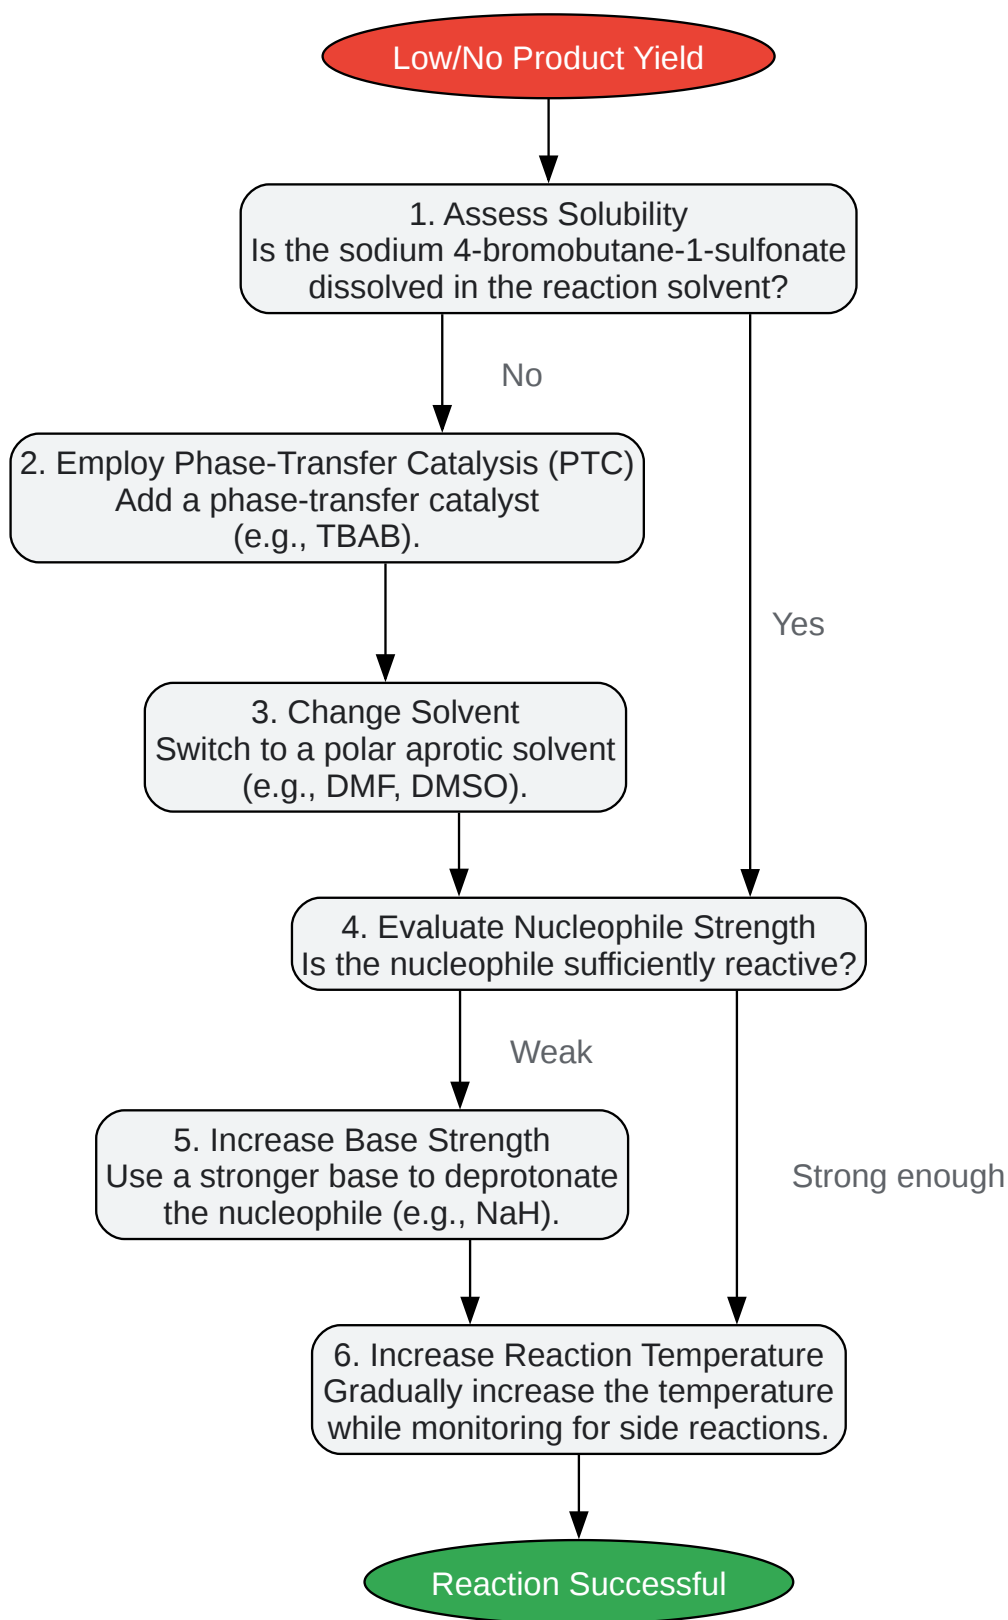 Low/No Product Yield
1. Assess Solubility
Is the sodium 4-bromobutane-1-sulfonate
dissolved in the reaction solvent?
No
2. Employ Phase-Transfer Catalysis (PTC)
Add a phase-transfer catalyst
(e.g., TBAB).
Yes
3. Change Solvent
Switch to a polar aprotic solvent
(e.g., DMF, DMSO).
4. Evaluate Nucleophile Strength
Is the nucleophile sufficiently reactive?
Weak
5. Increase Base Strength
Use a stronger base to deprotonate
the nucleophile (e.g., NaH).
Strong enough
6. Increase Reaction Temperature
Gradually increase the temperature
while monitoring for side reactions.
Reaction Successful